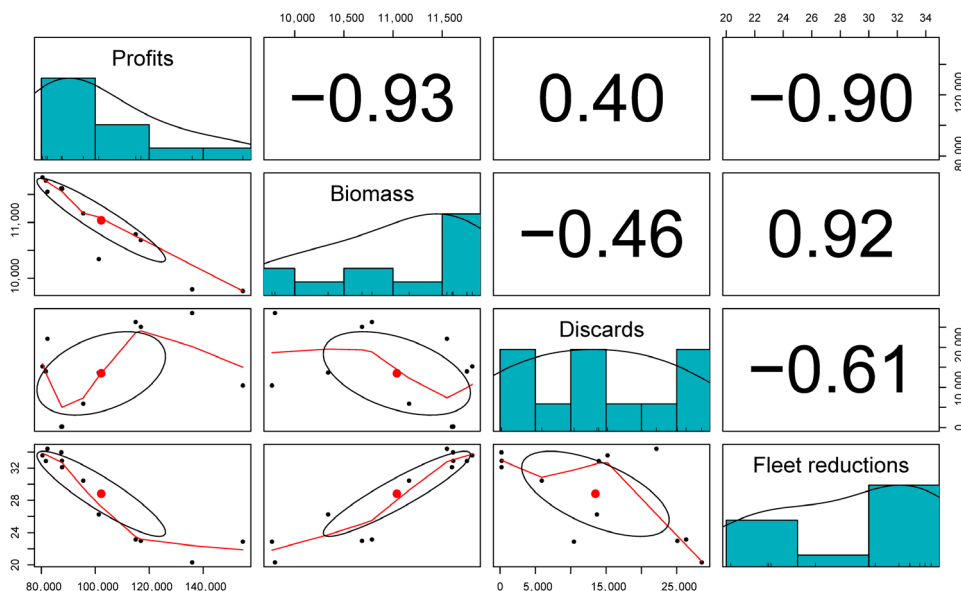 10,000 10,500 11,000 11,500 20 22 24 26 28 30 32 34
Profits −0.93 0.40 −0.90
80,000 120,000
10,000 11,000
Biomass −0.46 0.92
Discards −0.61
0 10,000 20,000
20 24 28 32
Fleet reductions
80,000 100,000 120,000 140,000 0 5,000 15,000 25,000